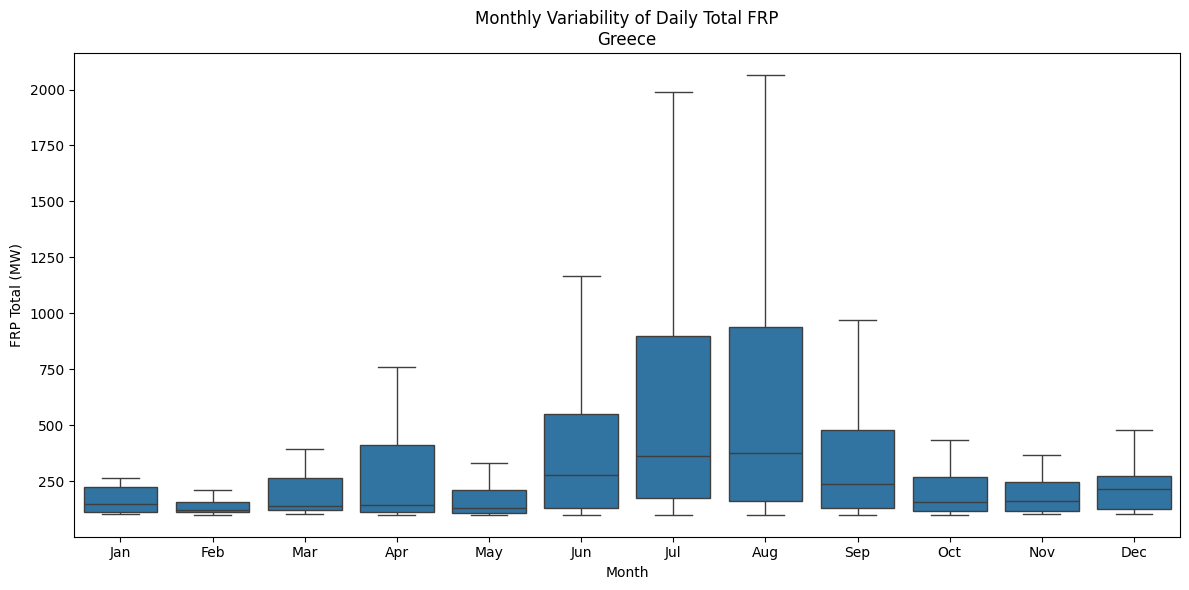 Monthly Variability of Daily Total FRP
Greece
FRP Total (MW)
2000
1750
1500
1250
1000
750
500
250
Jan Feb Mar Apr May Jun Jul Aug Sep Oct Nov Dec
Month